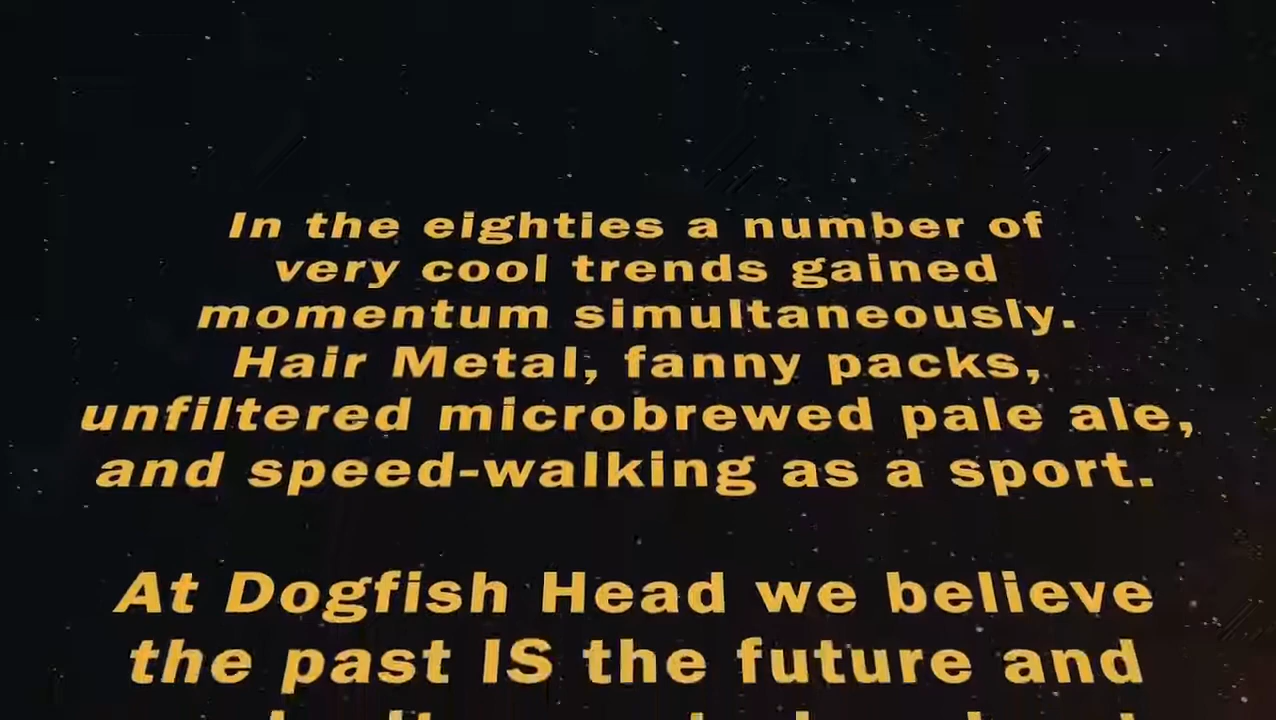 In the eighties a number of
very cool trends gained
momentum simultaneously.
Hair Metal, fanny packs,
unfiltered microbrewed pale ale,
and speed-walking as a sport.
At Dogfish Head we believe
the past IS the future and